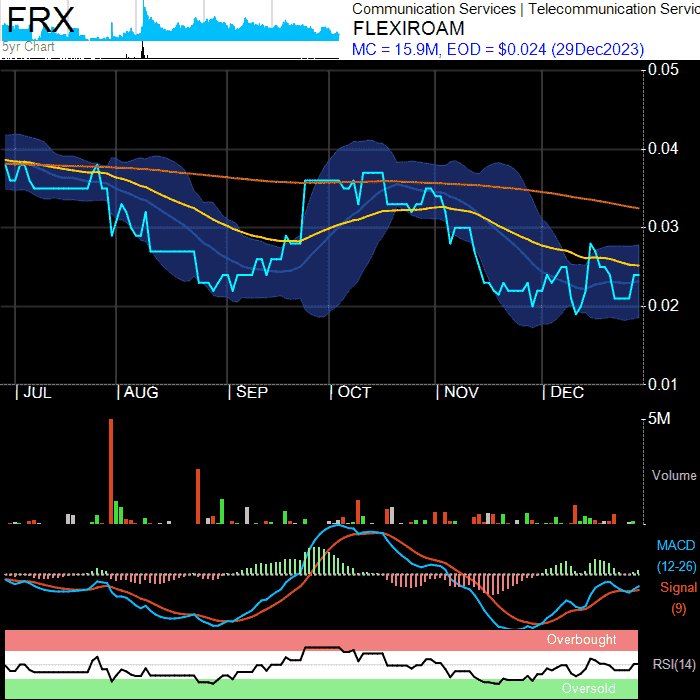 FRX
5yr Chart
Communication Services | Telecommunication Servic
FLEXIROAM
MC = 15.9M, EOD = $0.024 (29Dec2023)
0.05
0.04
0.03
0.02
0.01
| JUL | AUG | SEP | OCT | NOV | DEC
5M
Volume
MACD
(12-26)
Signal
(9)
Overbought
RSI(14)
Oversold